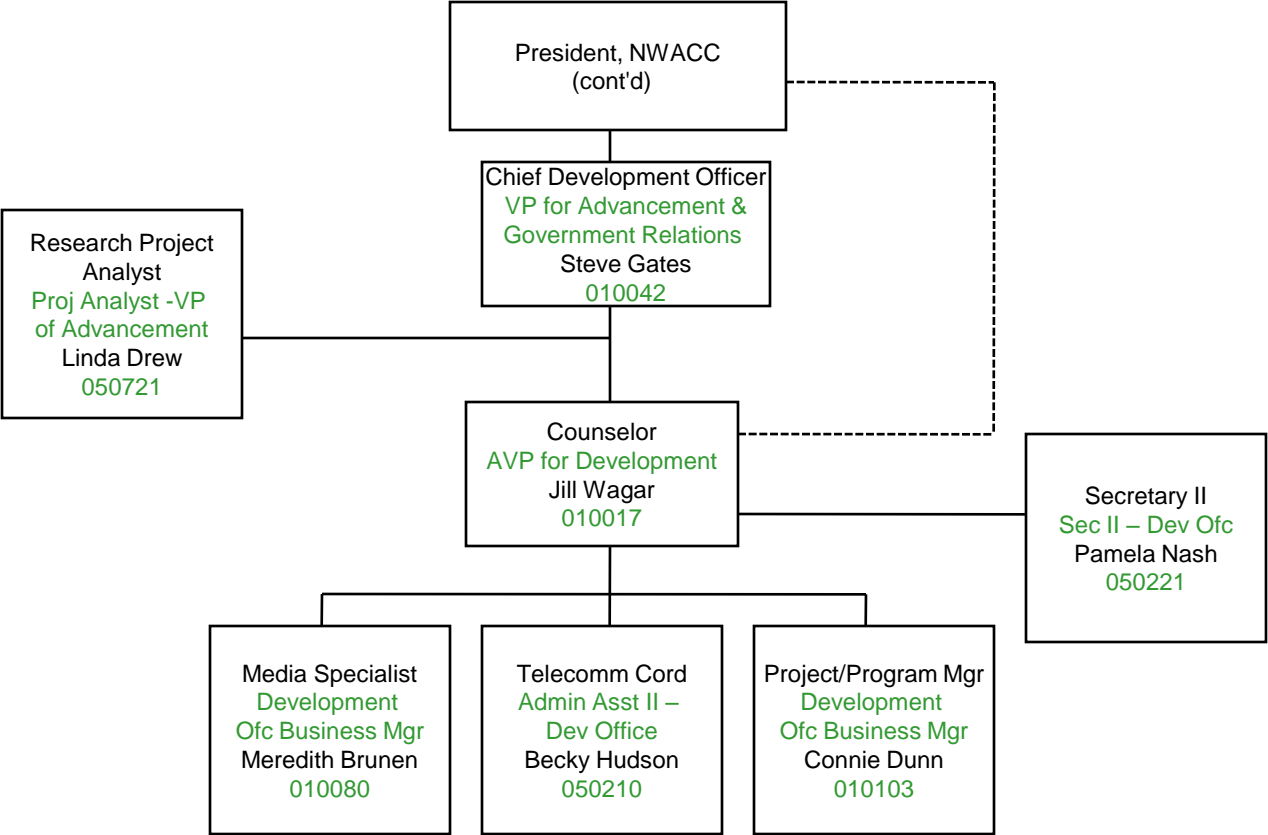 President, NWACC
(cont'd)
Chief Development Officer
VP for Advancement &
Government Relations
Steve Gates
010042
Research Project
Analyst
Proj Analyst -VP
of Advancement
Linda Drew
050721
Counselor
AVP for Development
Jill Wagar
010017
Secretary II
Sec II – Dev Ofc
Pamela Nash
050221
Media Specialist
Development
Ofc Business Mgr
Meredith Brunen
010080
Telecomm Cord
Admin Asst II –
Dev Office
Becky Hudson
050210
Project/Program Mgr
Development
Ofc Business Mgr
Connie Dunn
010103